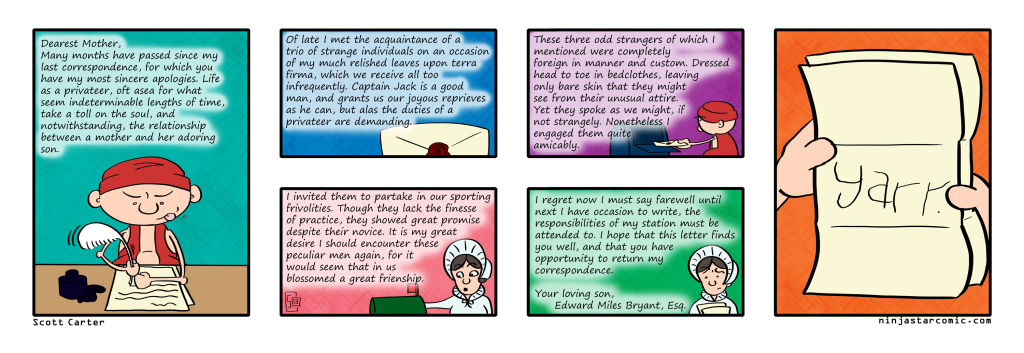 Dearest Mother,
Many months have passed since my
last correspondence, for which you
have my most sincere apologies. Life
as a privateer, oft asea for what
seem indeterminable lengths of time,
take a toll on the soul, and
notwithstanding, the relationship
between a mother and her adoring
son.
Of late I met the acquaintance of a
trio of strange individuals on an occasion
of my much relished leaves upon terra
firma, which we receive all too
infrequently. Captain Jack is a good
man, and grants us our joyous reprieves
as he can, but alas the duties of a
privateer are demanding.
These three odd strangers of which I
mentioned were completely
foreign in manner and custom. Dressed
head to toe in bedclothes, leaving
only bare skin that they might
see from their unusual attire.
Yet they spoke as we might, if
not strangely. Nonetheless I
engaged them quite
amicably.
I invited them to partake in our sporting
frivolities. Though they lack the finesse
of practice, they showed great promise
despite their novice. It is my great
desire I should encounter these
peculiar men again, for it
would seem that in us
blossomed a great frienship.
I regret now I must say farewell until
next I have occasion to write, the
responsibilities of my station must be
attended to. I hope that this letter finds
you well, and that you have
opportunity to return my
correspondence.
Your loving son,
Edward Miles Bryant, Esq.
yarr.
Scott Carter
ninjastarcomic.com